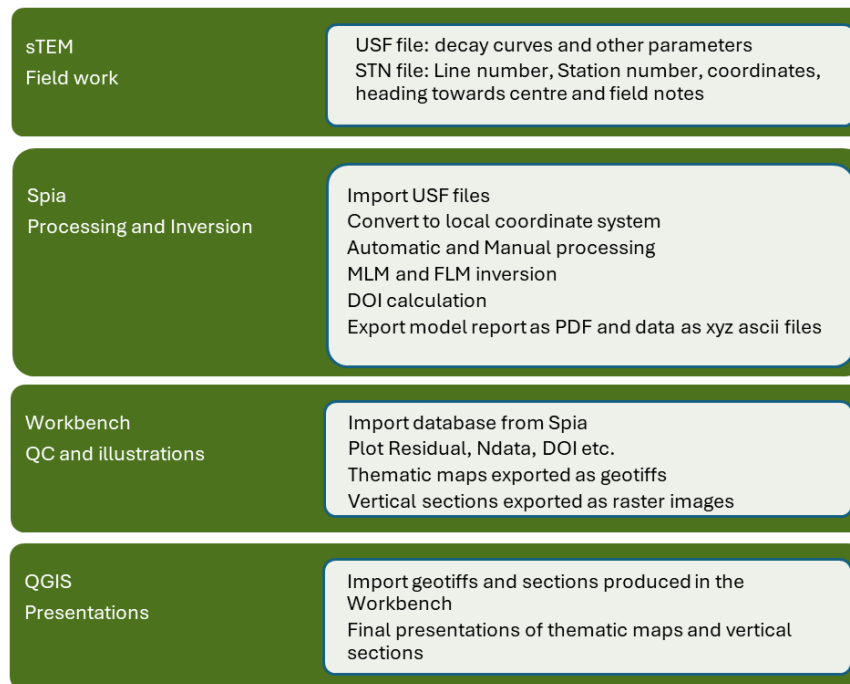 sTEM
Field work
USF file: decay curves and other parameters
STN file: Line number, Station number, coordinates,
heading towards centre and field notes
Spia
Processing and Inversion
Import USF files
Convert to local coordinate system
Automatic and Manual processing
MLM and FLM inversion
DOI calculation
Export model report as PDF and data as xyz ascii files
Workbench
QC and illustrations
Import database from Spia
Plot Residual, Ndata, DOI etc.
Thematic maps exported as geotiffs
Vertical sections exported as raster images
QGIS
Presentations
Import geotiffs and sections produced in the
Workbench
Final presentations of thematic maps and vertical
sections